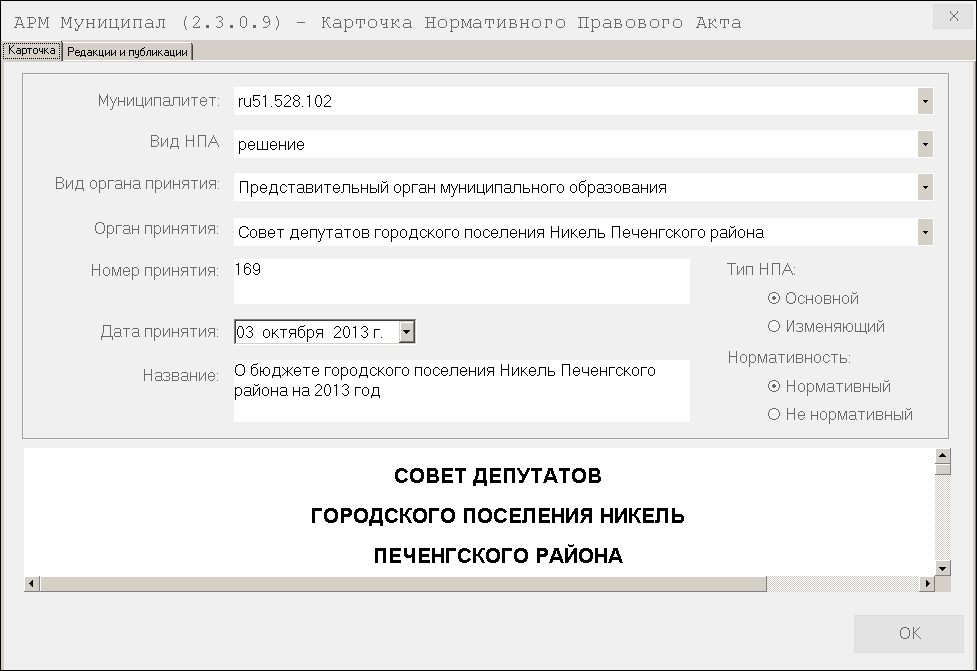 АРМ Муниципал (2.3.0.9) - Карточка Нормативного Правового Акта
Карточка Редакции и публикации
Муниципалитет: ru51.528.102
Вид НПА решение
Вид органа принятия: Представительный орган муниципального образования
Орган принятия: Совет депутатов городского поселения Никель Печенгского района
Номер принятия: 169
Тип НПА:
Основной
Изменяющий
Дата принятия: 03 октября 2013 г.
Название: О бюджете городского поселения Никель Печенгского
района на 2013 год
Нормативность:
Нормативный
Не нормативный
СОВЕТ ДЕПУТАТОВ
ГОРОДСКОГО ПОСЕЛЕНИЯ НИКЕЛЬ
ПЕЧЕНГСКОГО РАЙОНА
OK